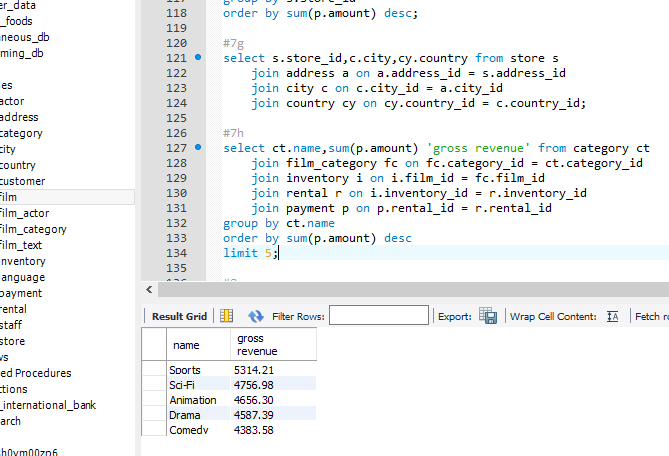 er_data
_foods
neous_db
ming_db
es
actor
address
category
city
country
customer
film
film_actor
film_category
film_text
inventory
language
payment
rental
staff
store
ws
ed Procedures
ctions
_international_bank
arch
118 order by sum(p.amount) desc;
119
120 #7g
121 select s.store_id,c.city,cy.country from store s
122 join address a on a.address_id = s.address_id
123 join city c on c.city_id = a.city_id
124 join country cy on cy.country_id = c.country_id;
125
126 #7h
127 select ct.name,sum(p.amount) 'gross revenue' from category ct
128 join film_category fc on fc.category_id = ct.category_id
129 join inventory i on i.film_id = fc.film_id
130 join rental r on i.inventory_id = r.inventory_id
131 join payment p on p.rental_id = r.rental_id
132 group by ct.name
133 order by sum(p.amount) desc
134 limit 5;
135
Result Grid Filter Rows: Export: Wrap Cell Content: Fetch ro
name gross
revenue
Sports 5314.21
Sci-Fi 4756.98
Animation 4656.30
Drama 4587.39
Comedy 4383.58